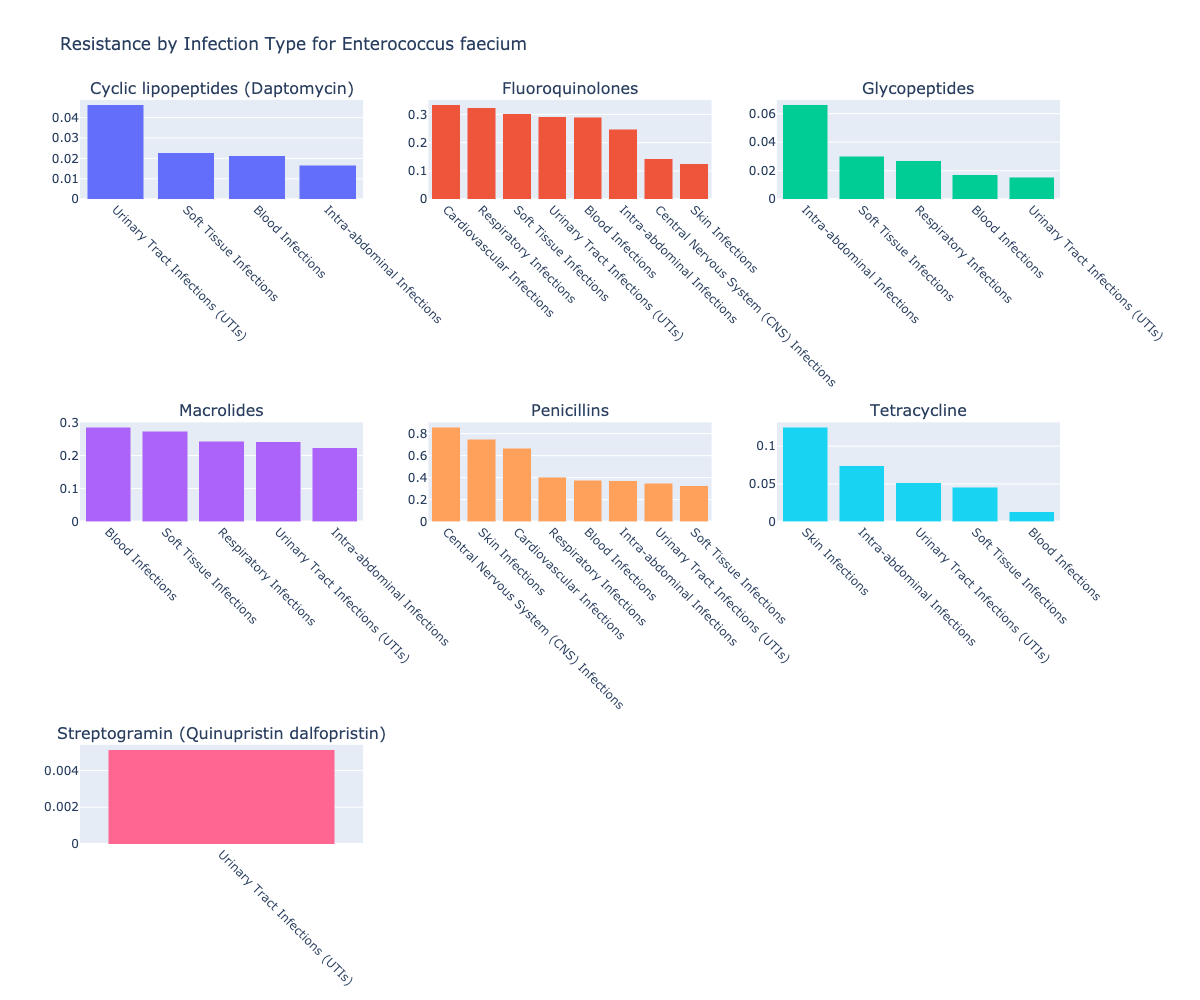 Resistance by Infection Type for Enterococcus faecium
Cyclic lipopeptides (Daptomycin)
0.04
0.03
0.02
0.01
0
Urinary Tract Infections (UTIs)
Soft Tissue Infections
Blood Infections
Intra-abdominal Infections
Fluoroquinolones
0.3
0.2
0.1
0
Cardiovascular Infections
Respiratory Infections
Soft Tissue Infections
Urinary Tract Infections (UTIs)
Blood Infections
Intra-abdominal Infections
Central Nervous System (CNS) Infections
Skin Infections
Glycopeptides
0.06
0.04
0.02
0
Intra-abdominal Infections
Soft Tissue Infections
Respiratory Infections
Blood Infections
Urinary Tract Infections (UTIs)
Macrolides
0.3
0.2
0.1
0
Blood Infections
Soft Tissue Infections
Respiratory Infections
Urinary Tract Infections (UTIs)
Intra-abdominal Infections
Penicillins
0.8
0.6
0.4
0.2
0
Central Nervous System (CNS) Infections
Skin Infections
Cardiovascular Infections
Respiratory Infections
Blood Infections
Intra-abdominal Infections
Urinary Tract Infections (UTIs)
Soft Tissue Infections
Tetracycline
0.1
0.05
0
Skin Infections
Intra-abdominal Infections
Urinary Tract Infections (UTIs)
Soft Tissue Infections
Blood Infections
Streptogramin (Quinupristin dalfopristin)
0.004
0.002
0
Urinary Tract Infections (UTIs)